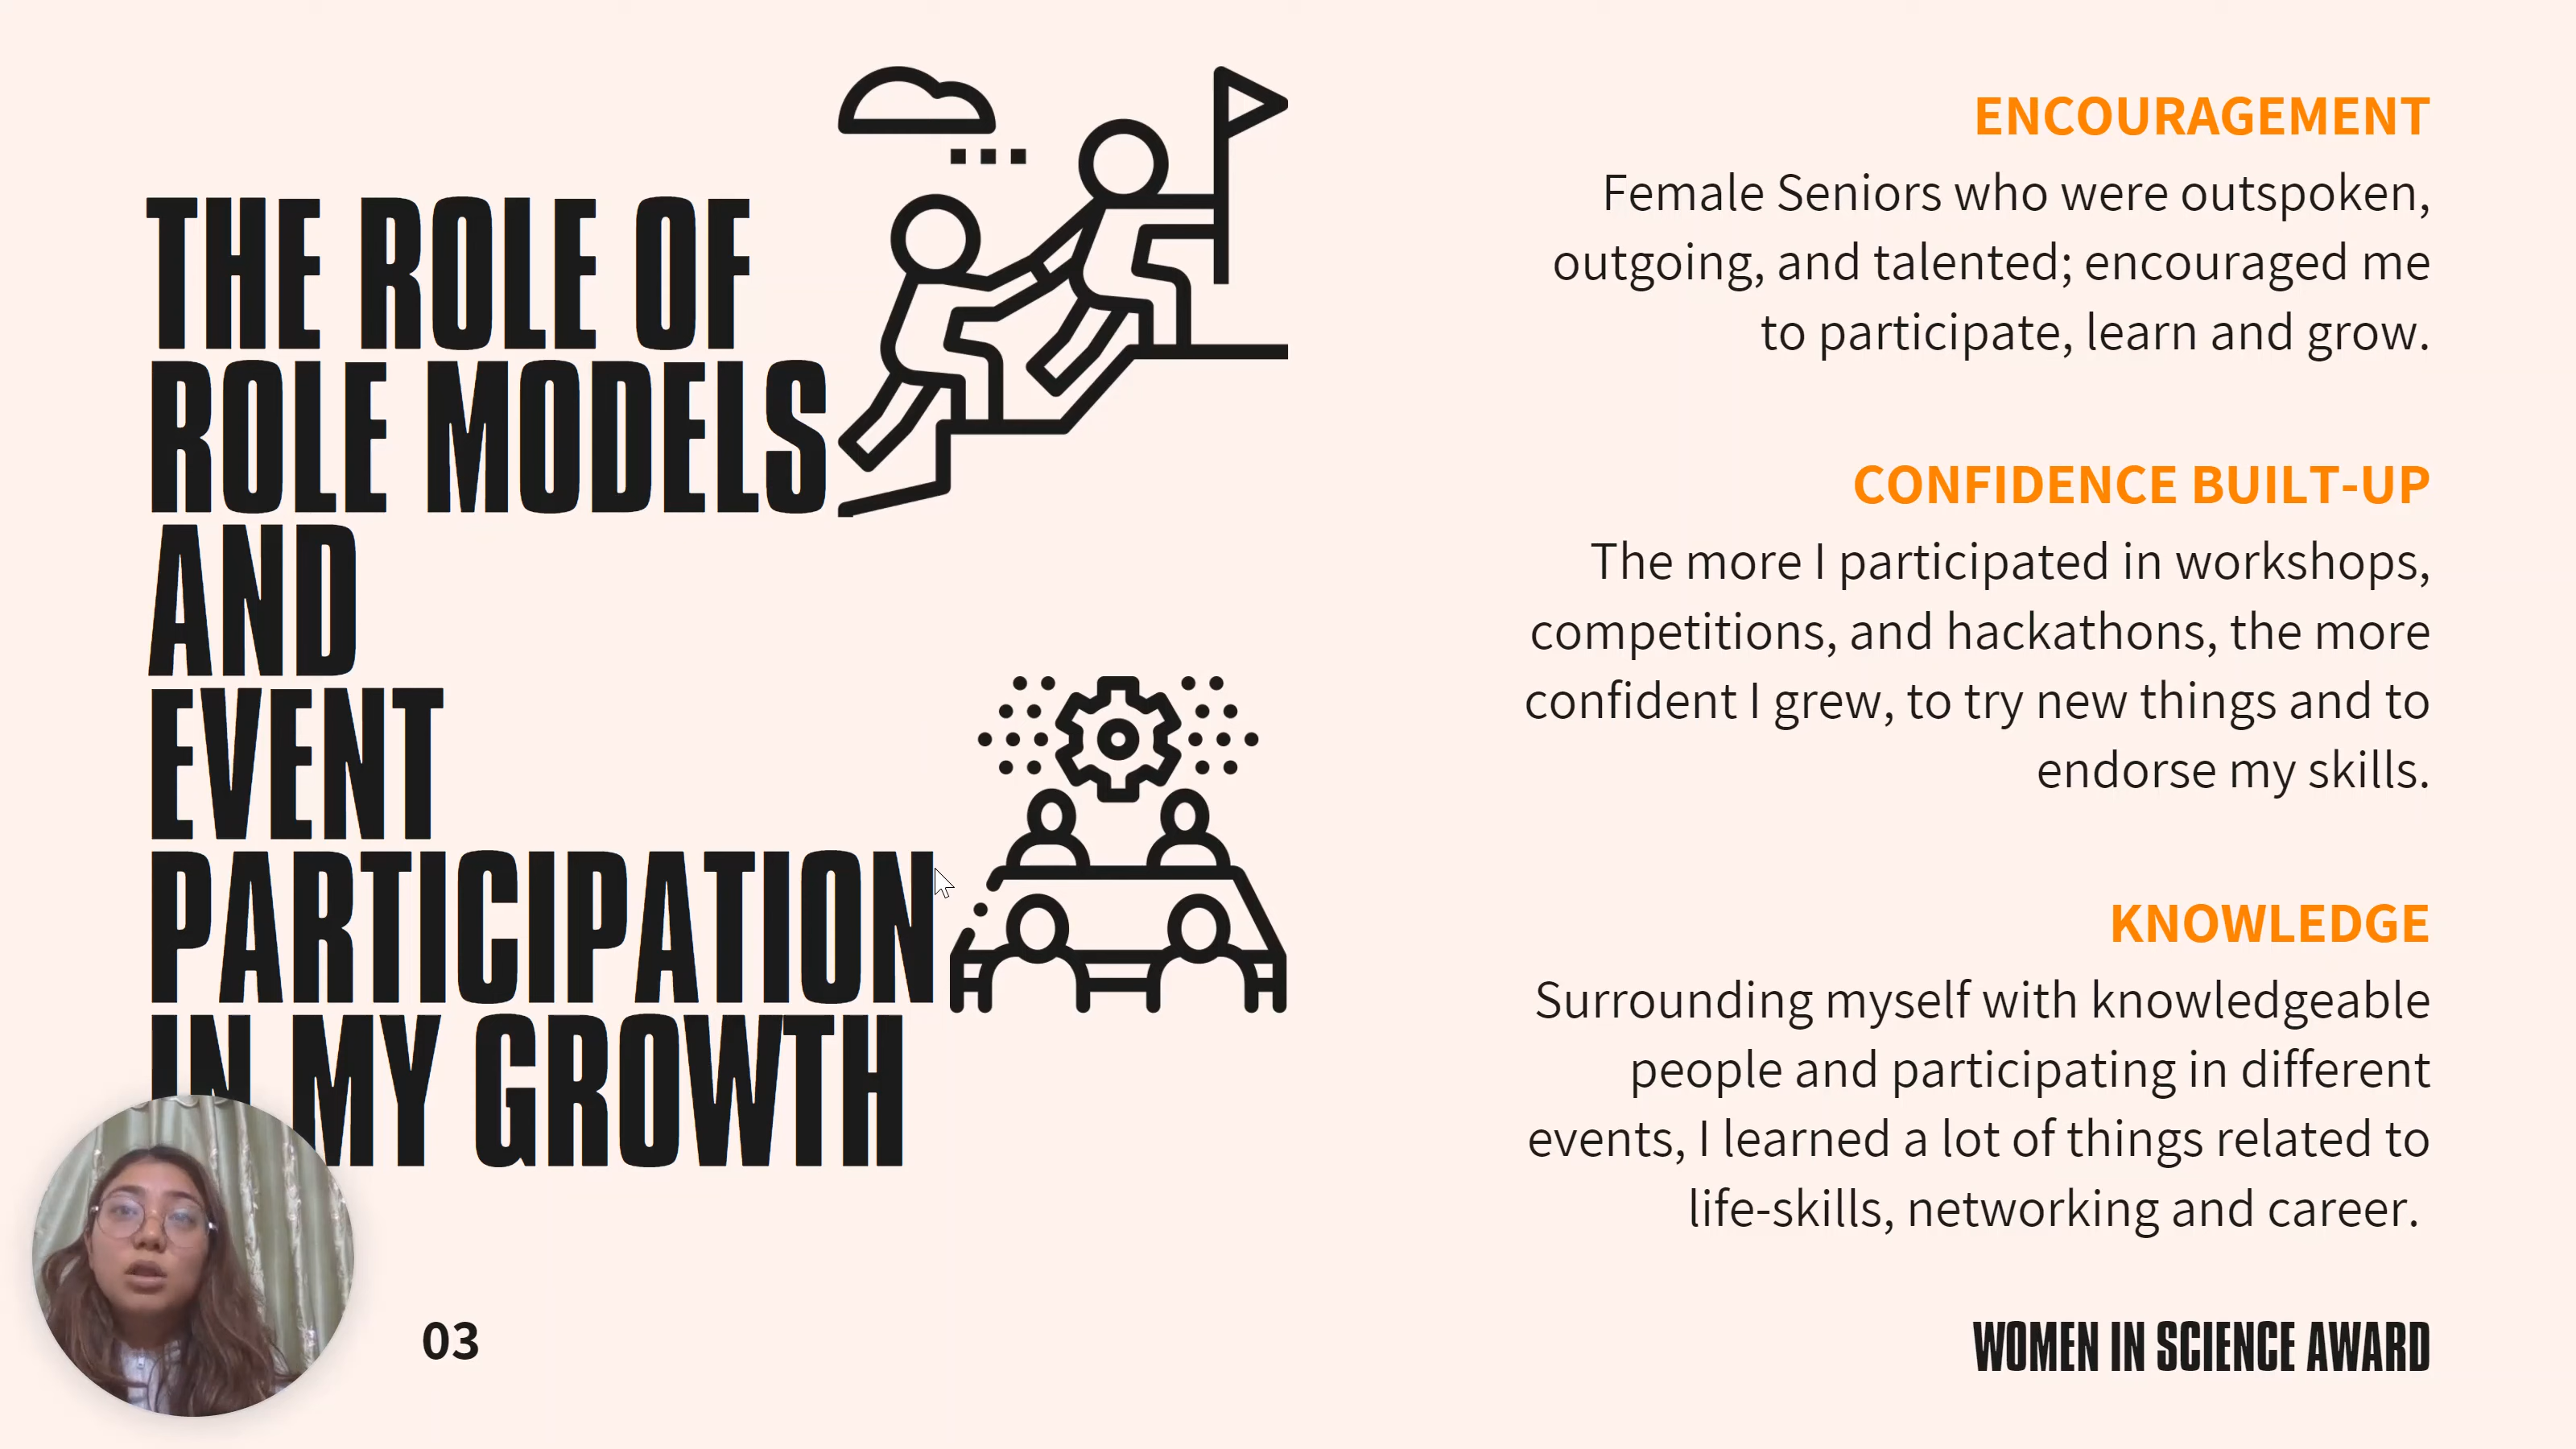 THE ROLE OF
ROLE MODELS
AND
EVENT
PARTICIPATION
IN MY GROWTH
ENCOURAGEMENT
Female Seniors who were outspoken,
outgoing, and talented; encouraged me
to participate, learn and grow.
CONFIDENCE BUILT-UP
The more I participated in workshops,
competitions, and hackathons, the more
confident I grew, to try new things and to
endorse my skills.
KNOWLEDGE
Surrounding myself with knowledgeable
people and participating in different
events, I learned a lot of things related to
life-skills, networking and career.
03
WOMEN IN SCIENCE AWARD